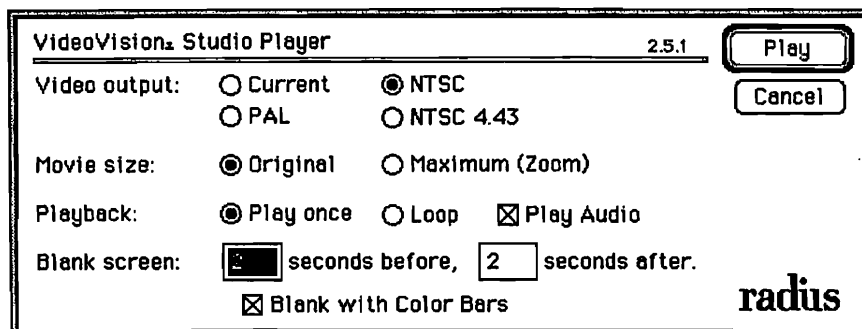 VideoVision Studio Player 2.5.1 Play
Video output: Current NTSC Cancel
PAL NTSC 4.43
Movie size: Original Maximum (Zoom)
Playback: Play once Loop Play Audio
Blank screen: 2 seconds before, 2 seconds after.
Blank with Color Bars
radius